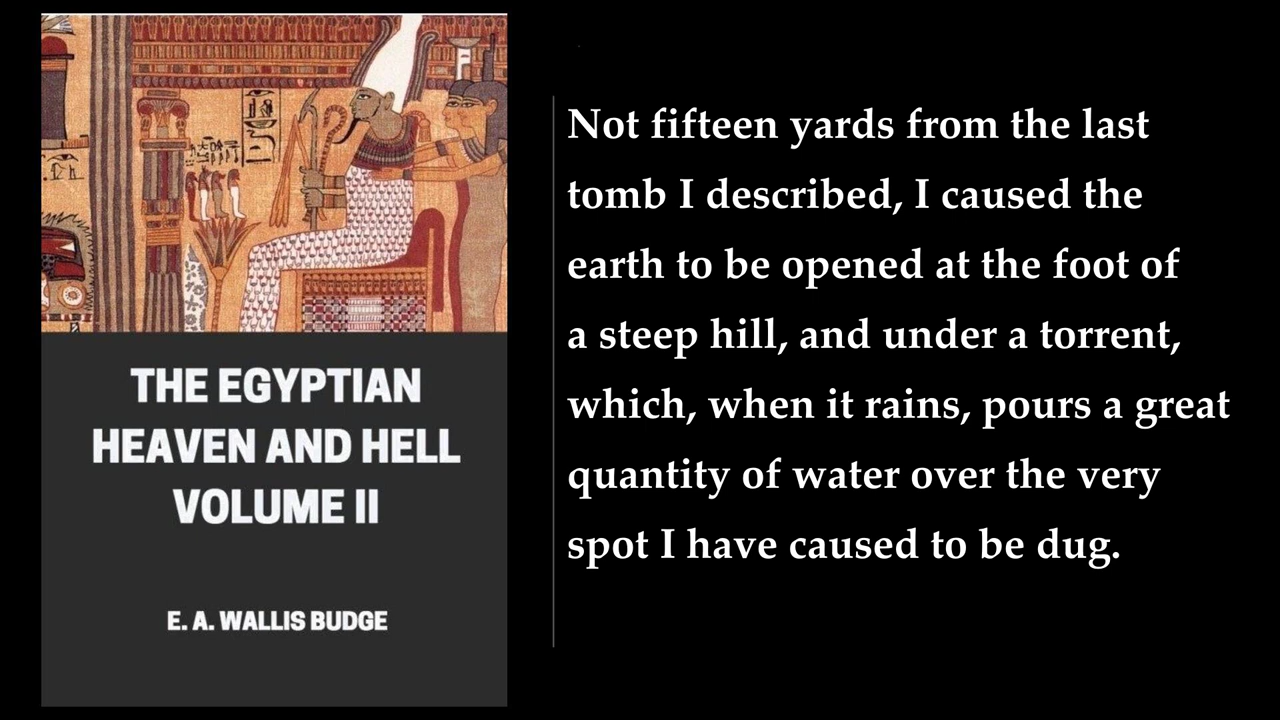 THE EGYPTIAN
HEAVEN AND HELL
VOLUME II
E. A. WALLIS BUDGE
Not fifteen yards from the last
tomb I described, I caused the
earth to be opened at the foot of
a steep hill, and under a torrent,
which, when it rains, pours a great
quantity of water over the very
spot I have caused to be dug.